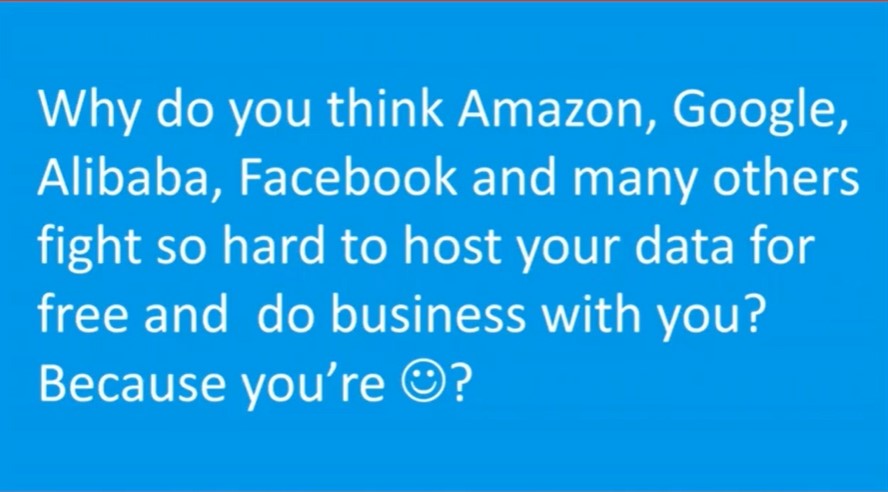 Why do you think Amazon, Google,
Alibaba, Facebook and many others
fight so hard to host your data for
free and  do business with you?
Because you’re ☺?